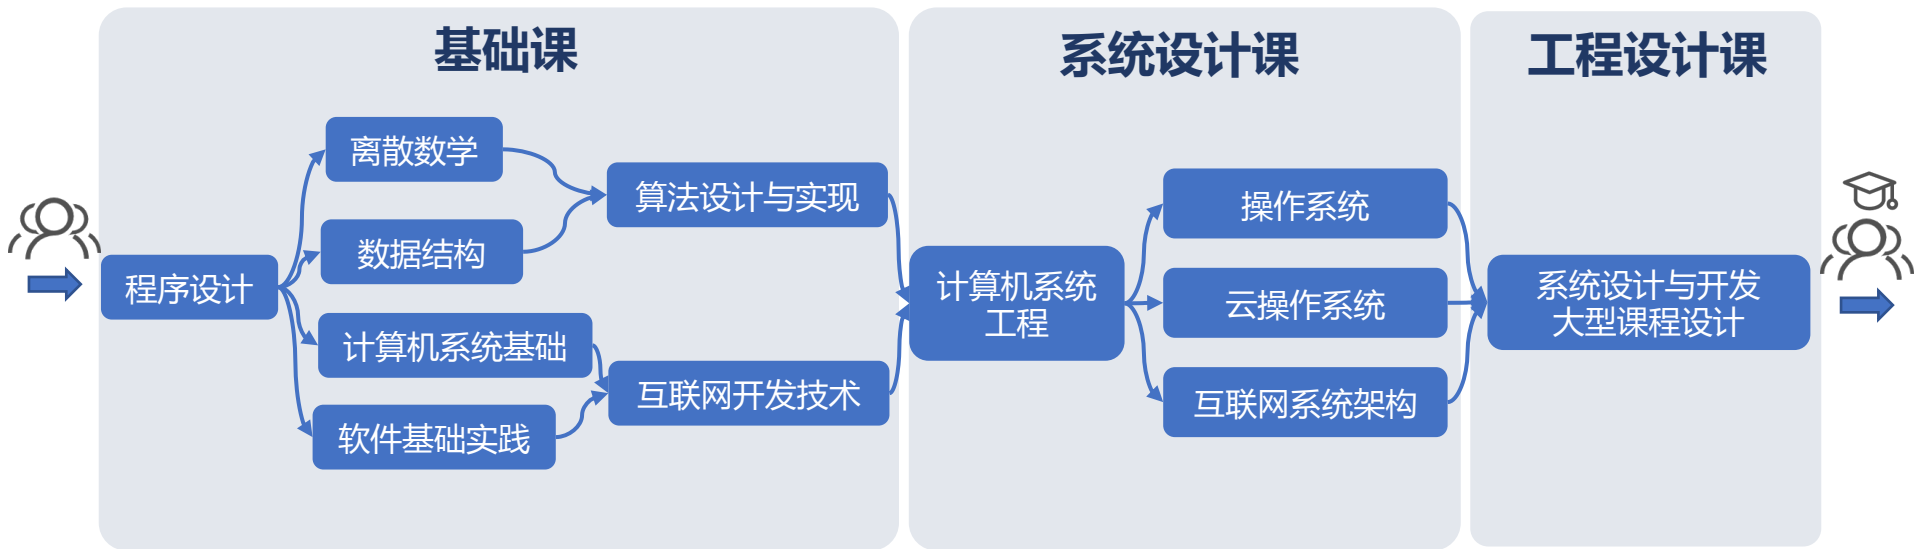 基础课
系统设计课
工程设计课
程序设计
离散数学
数据结构
计算机系统基础
软件基础实践
算法设计与实现
互联网开发技术
计算机系统
工程
操作系统
云操作系统
互联网系统架构
系统设计与开发
大型课程设计